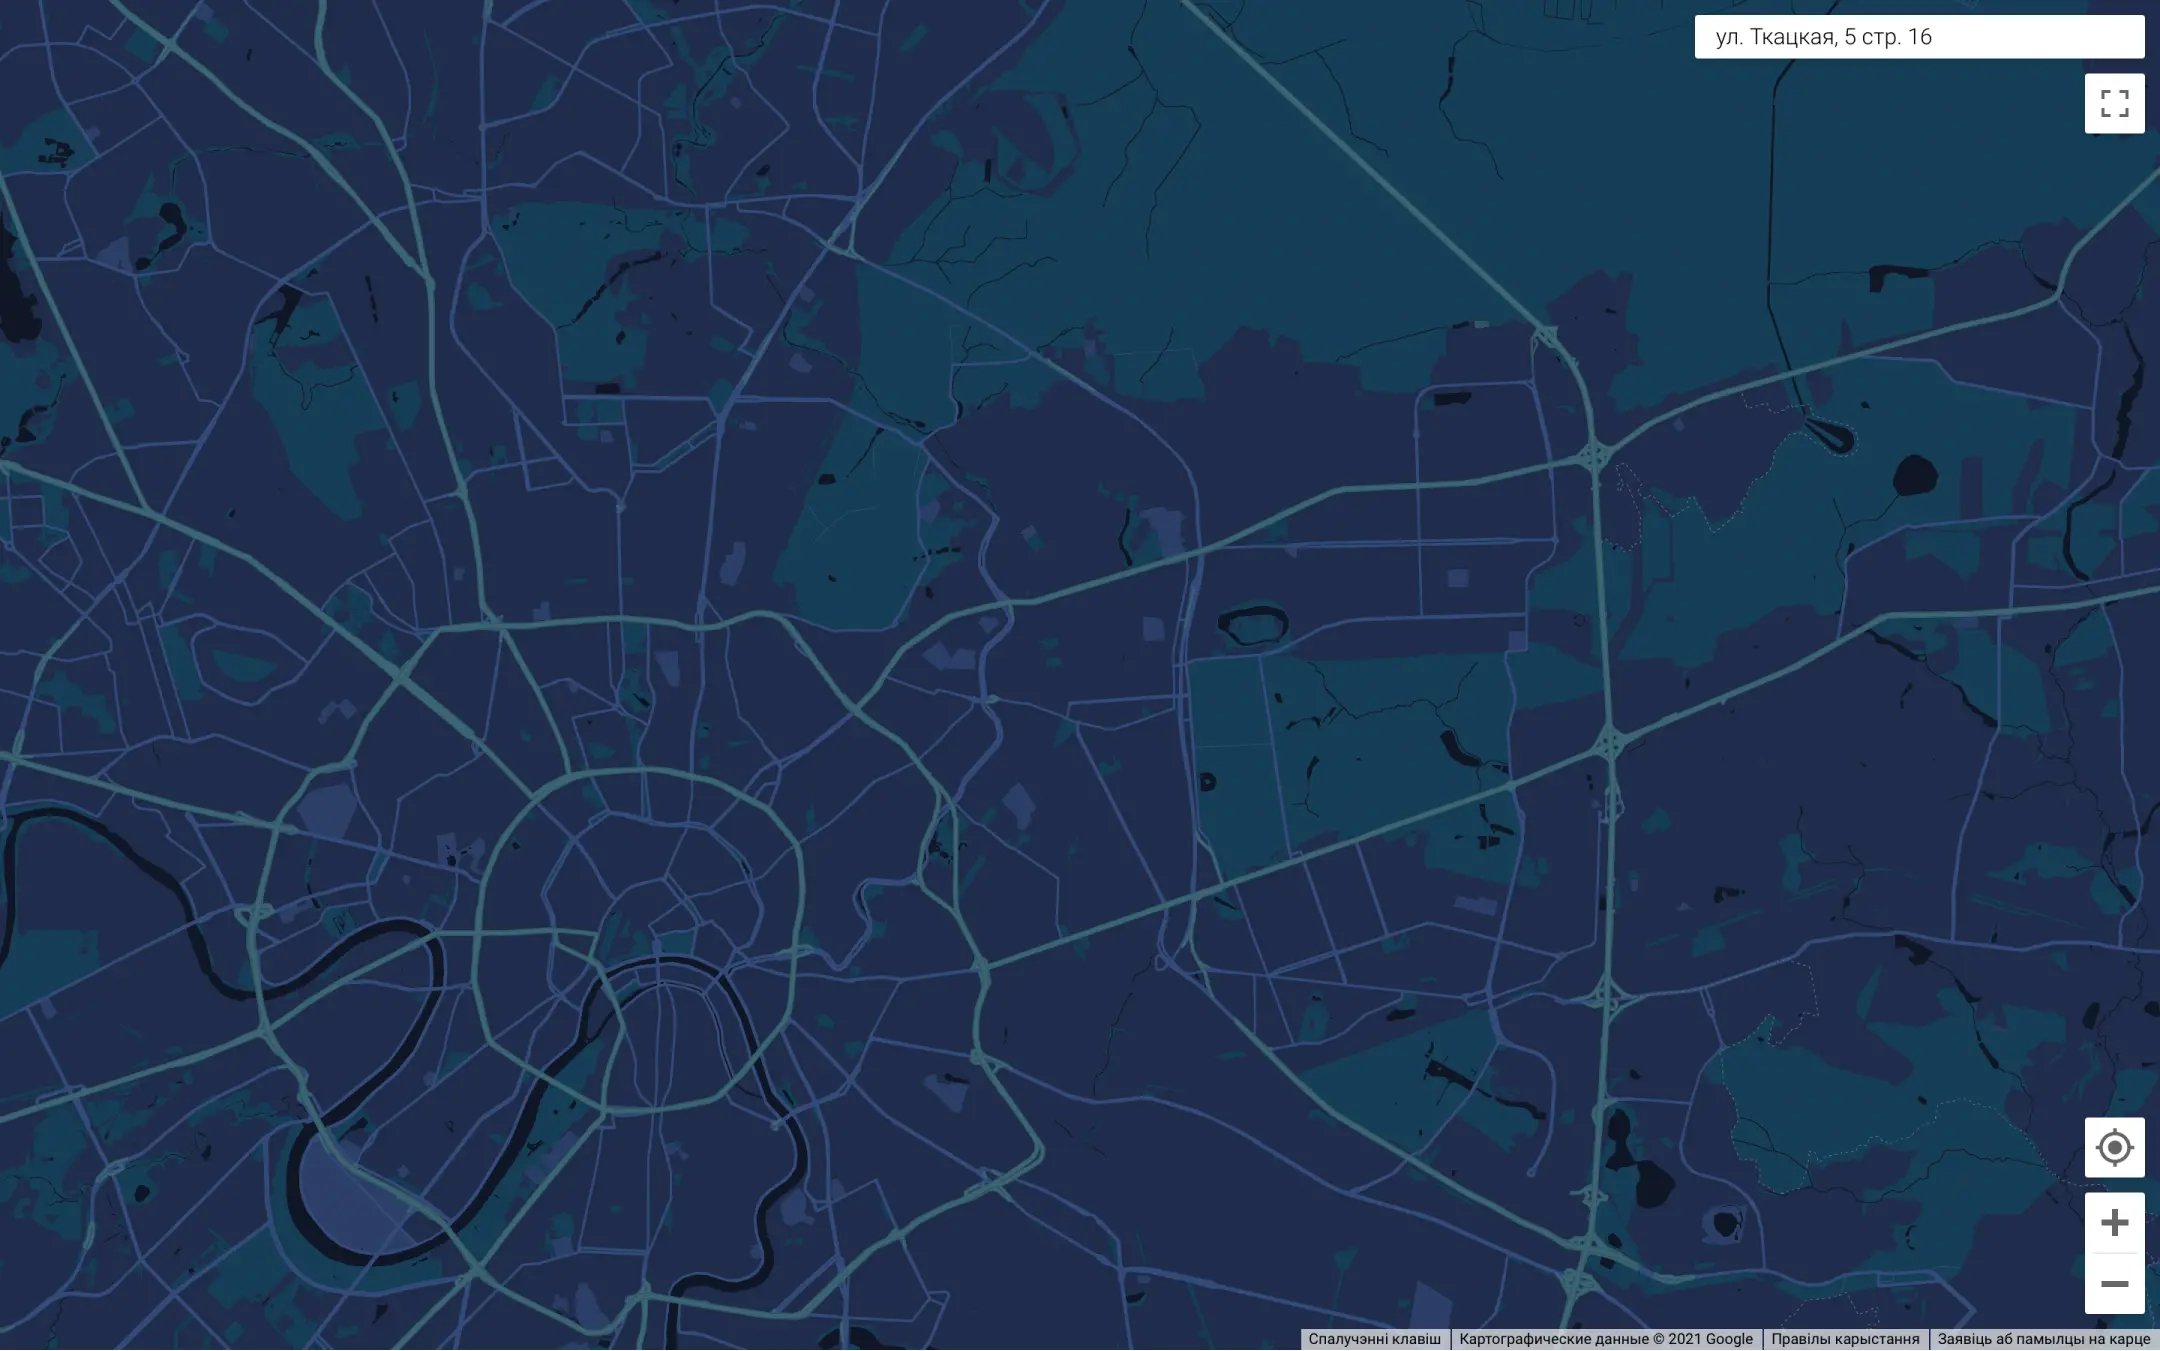 ул. Ткацкая, 5 стр. 16
Спалучэнні клавіш
Картографические данные © 2021 Google
Правілы карыстання
Заявіць аб памылцы на карце